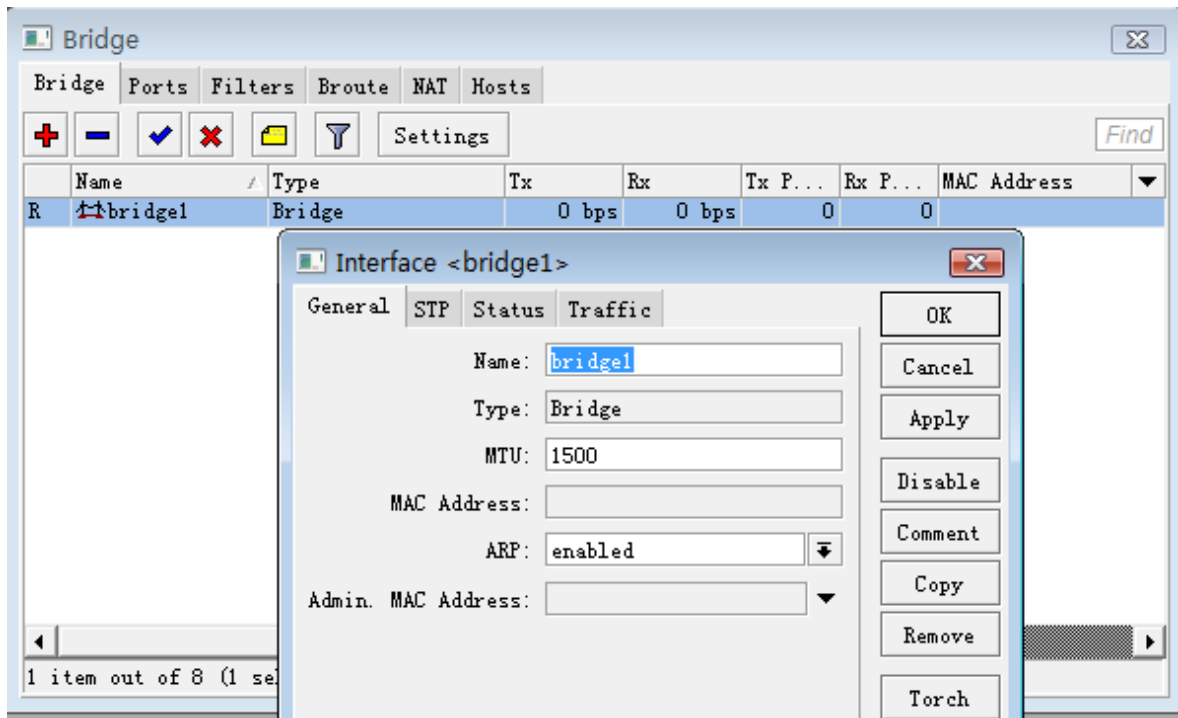 Bridge
Bridge Ports Filters Broute NAT Hosts
Settings Find
Name Type Tx Rx Tx P... Rx P... MAC Address
R bridge1 Bridge 0 bps 0 bps 0 0
Interface <bridge1>
General STP Status Traffic
OK
Name: bridge1
Cancel
Type: Bridge
Apply
MTU: 1500
Disable
MAC Address:
Comment
ARP: enabled
Copy
Admin. MAC Address:
Remove
1 item out of 8 (1 sel
Torch